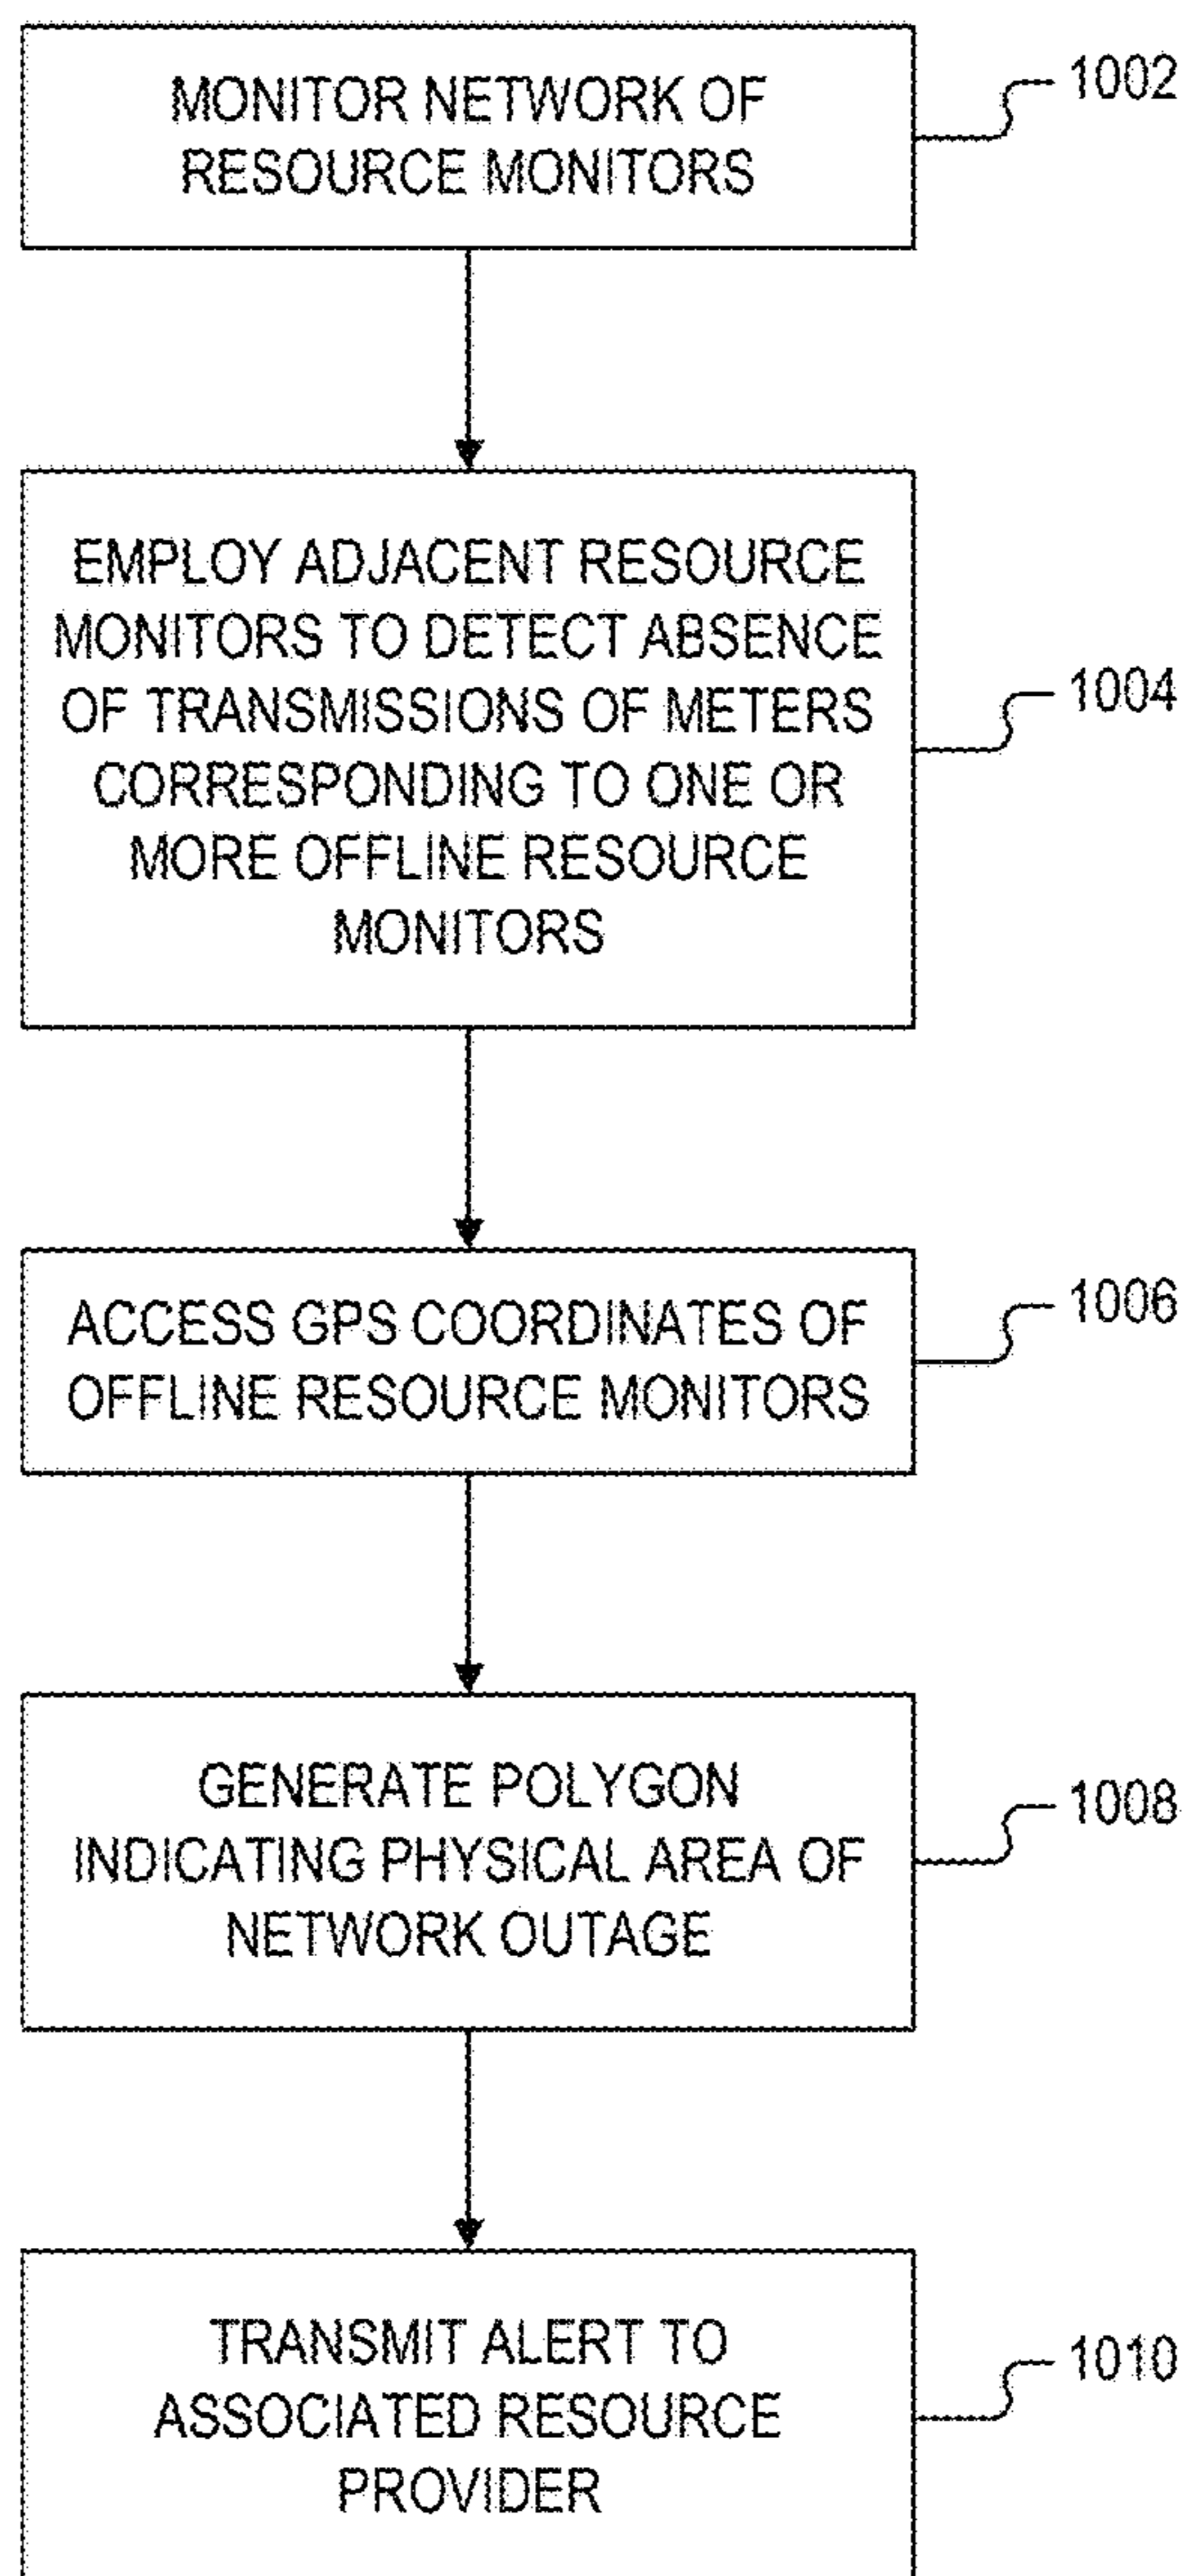 MONITOR NETWORK OF
RESOURCE MONITORS
1002
EMPLOY ADJACENT RESOURCE
MONITORS TO DETECT ABSENCE
OF TRANSMISSIONS OF METERS
CORRESPONDING TO ONE OR
MORE OFFLINE RESOURCE
MONITORS
1004
ACCESS GPS COORDINATES OF
OFFLINE RESOURCE MONITORS
1006
GENERATE POLYGON
INDICATING PHYSICAL AREA OF
NETWORK OUTAGE
1008
TRANSMIT ALERT TO
ASSOCIATED RESOURCE
PROVIDER
1010